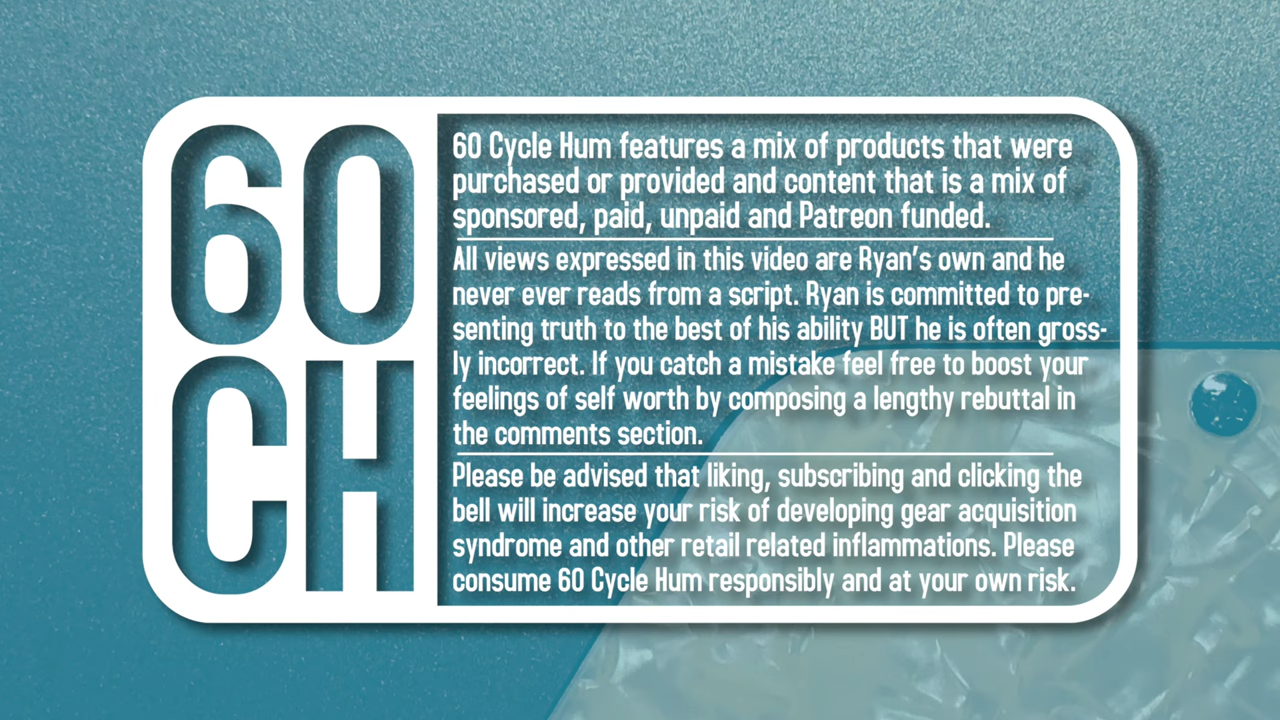 60
CH
60 Cycle Hum features a mix of products that were
purchased or provided and content that is a mix of
sponsored, paid, unpaid and Patreon funded.
All views expressed in this video are Ryan's own and he
never ever reads from a script. Ryan is committed to pre-
senting truth to the best of his ability BUT he is often gross-
ly incorrect. If you catch a mistake feel free to boost your
feelings of self worth by composing a lengthy rebuttal in
the comments section.
Please be advised that liking, subscribing and clicking the
bell will increase your risk of developing gear acquisition
syndrome and other retail related inflammations. Please
consume 60 Cycle Hum responsibly and at your own risk.